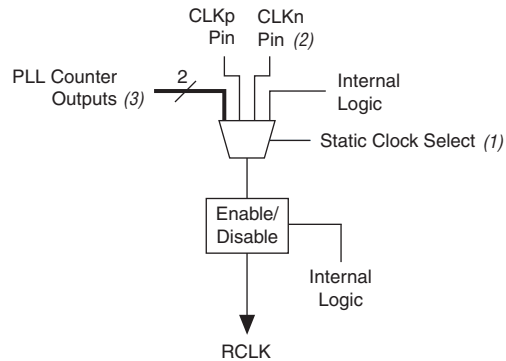 CLKp
Pin
CLKn
Pin (2)
PLL Counter
Outputs (3)
2
Internal
Logic
Static Clock Select (1)
Enable/
Disable
Internal
Logic
RCLK